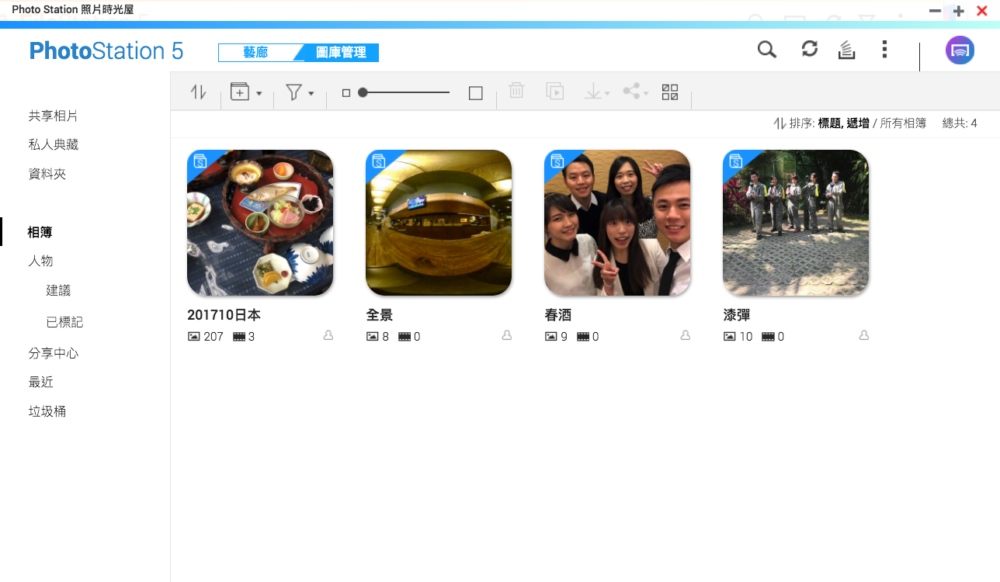 Photo Station 照片時光屋
PhotoStation 5
藝廊
圖庫管理
共享相片
私人典藏
資料夾
相簿
人物
建議
已標記
分享中心
最近
垃圾桶
排序: 標題, 遞增 / 所有相簿 總共: 4
201710日本
207 3
全景
8 0
春酒
9 0
漆彈
10 0